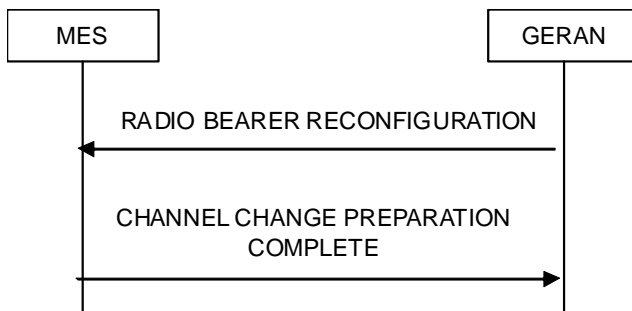 MES
GERAN
RADIO BEARER RECONFIGURATION
CHANNEL CHANGE PREPARATION
COMPLETE